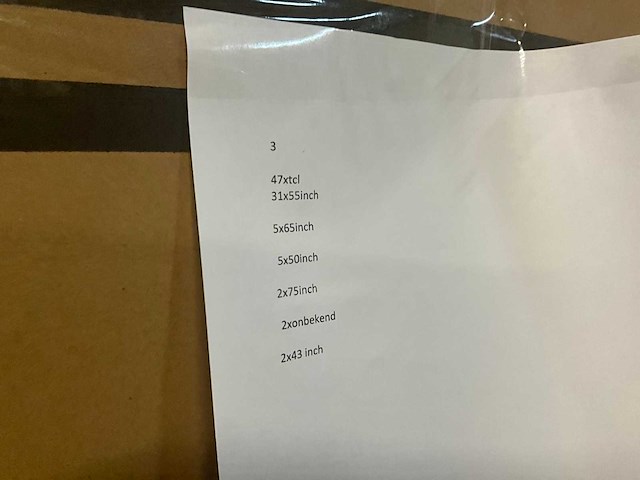 3
47xtcl
31x55inch
5x65inch
5x50inch
2x75inch
2xonbekend
2x43 inch